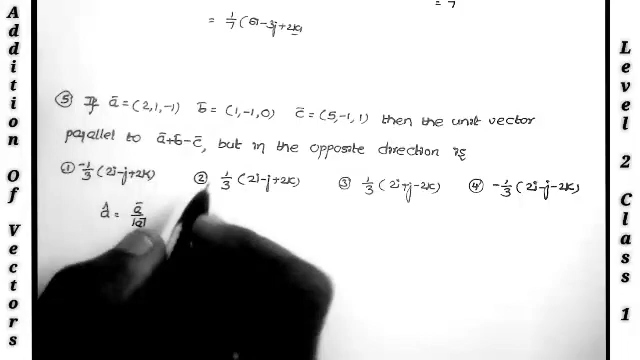 Addition Of Vectors
= 7
= 1/7 (6i-3j+2k)
⑤ If a̅ = (2,1,-1) b̅ = (1,-1,0) c̅ = (5,-1,1) then the unit vector
parallel to a̅+b̅-c̅, but in the opposite direction is
① -1/3 (2i-j+2k) ② 1/3 (2i-j+2k) ③ 1/3 (2i+j-2k) ④ -1/3 (2i-j-2k)
â = a̅/|a̅|
Level 2 Class 1